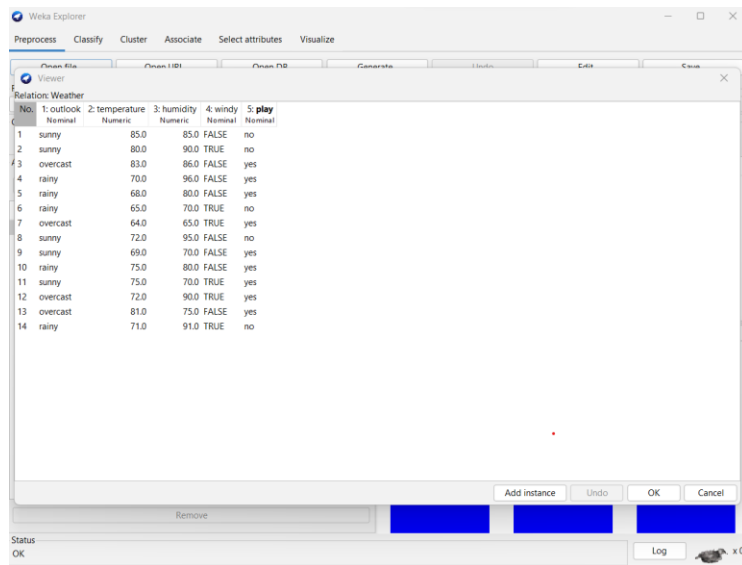 Weka Explorer
Preprocess Classify Cluster Associate Select attributes Visualize
Open file Open URL Open DB Generate Undo Edit Save
Viewer
Relation: Weather
No. 1: outlook 2: temperature 3: humidity 4: windy 5: play
Nominal Numeric Numeric Nominal Nominal
1 sunny 85.0 85.0 FALSE no
2 sunny 80.0 90.0 TRUE no
3 overcast 83.0 86.0 FALSE yes
4 rainy 70.0 96.0 FALSE yes
5 rainy 68.0 80.0 FALSE yes
6 rainy 65.0 70.0 TRUE no
7 overcast 64.0 65.0 TRUE yes
8 sunny 72.0 95.0 FALSE no
9 sunny 69.0 70.0 FALSE yes
10 rainy 75.0 80.0 FALSE yes
11 sunny 75.0 70.0 TRUE yes
12 overcast 72.0 90.0 TRUE yes
13 overcast 81.0 75.0 FALSE yes
14 rainy 71.0 91.0 TRUE no
Add instance Undo OK Cancel
Remove
Status
OK
Log x 0